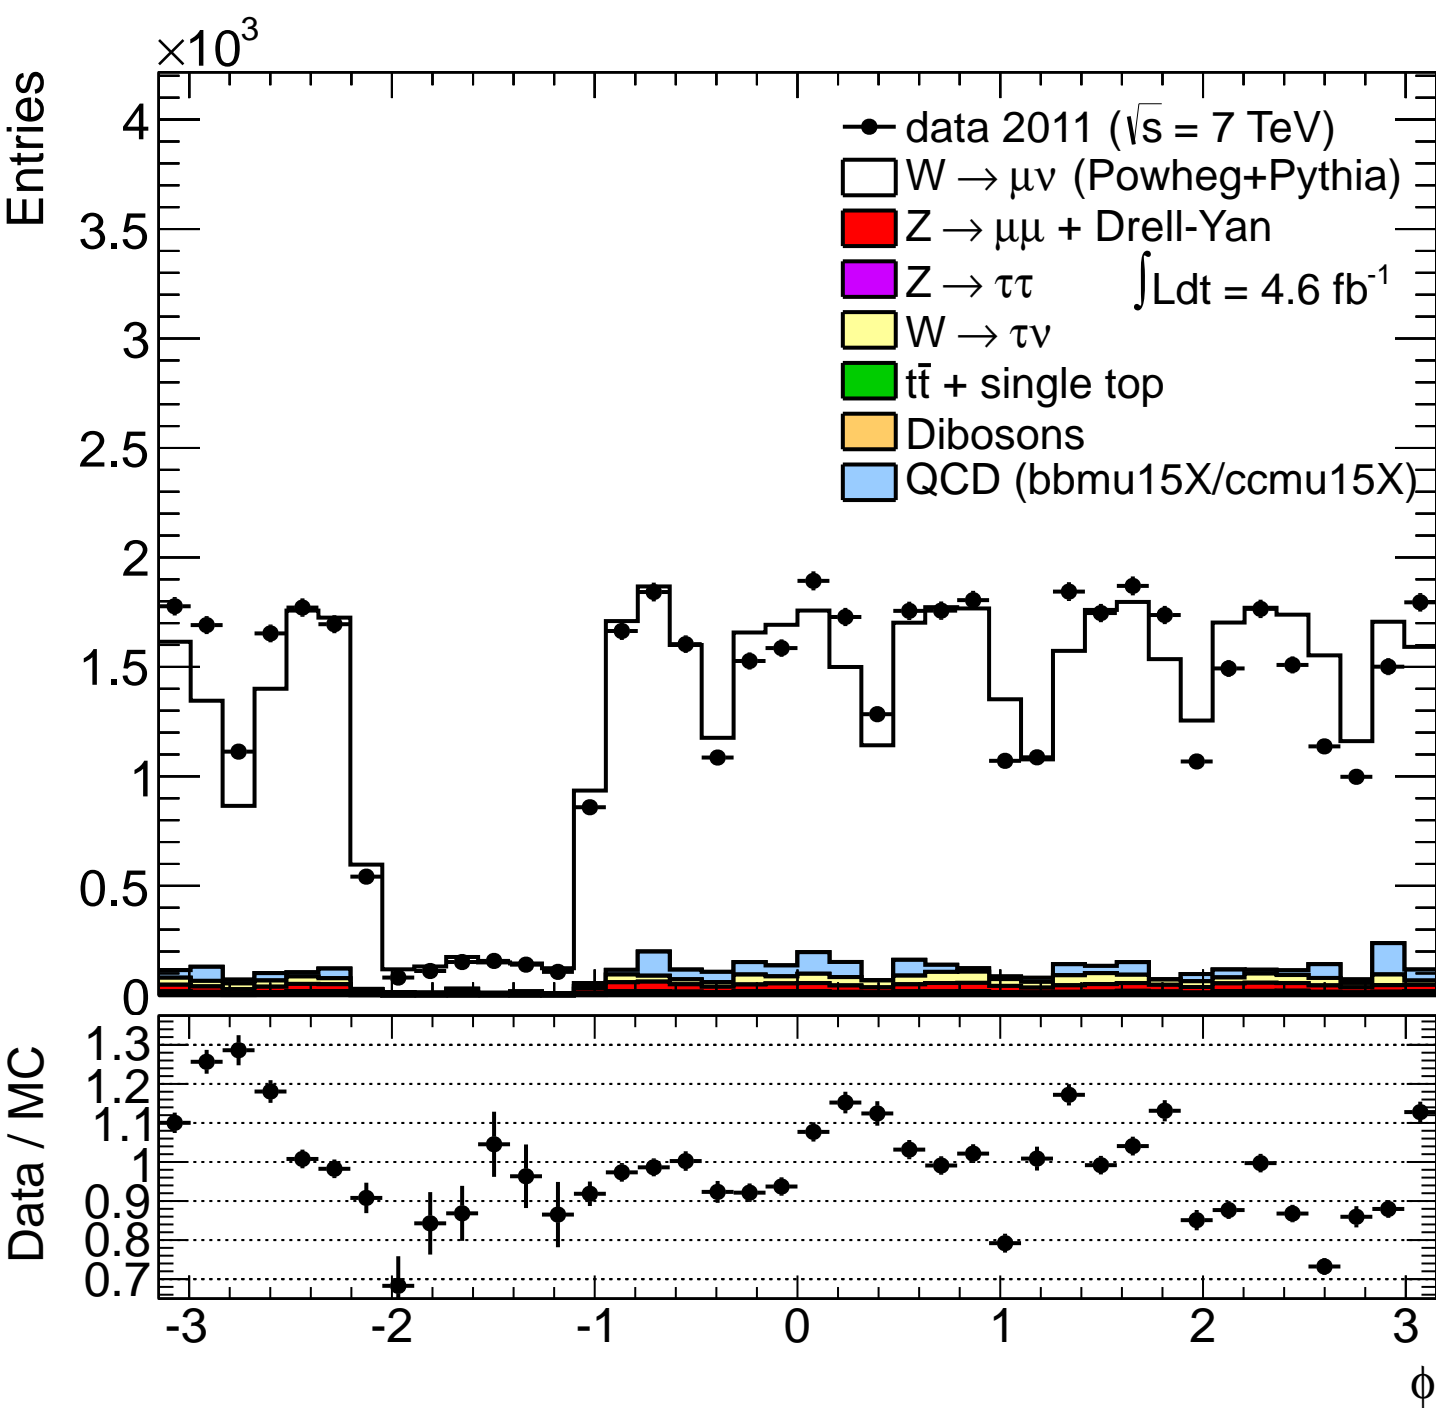 ×10³
Entries
4
3.5
3
2.5
2
1.5
1
0.5
0
data 2011 (√s = 7 TeV)
W → μν (Powheg+Pythia)
Z → μμ + Drell-Yan
Z → ττ
∫Ldt = 4.6 fb⁻¹
W → τν
tt̄ + single top
Dibosons
QCD (bbmu15X/ccmu15X)
Data / MC
1.3
1.2
1.1
1
0.9
0.8
0.7
-3 -2 -1 0 1 2 3
ϕ